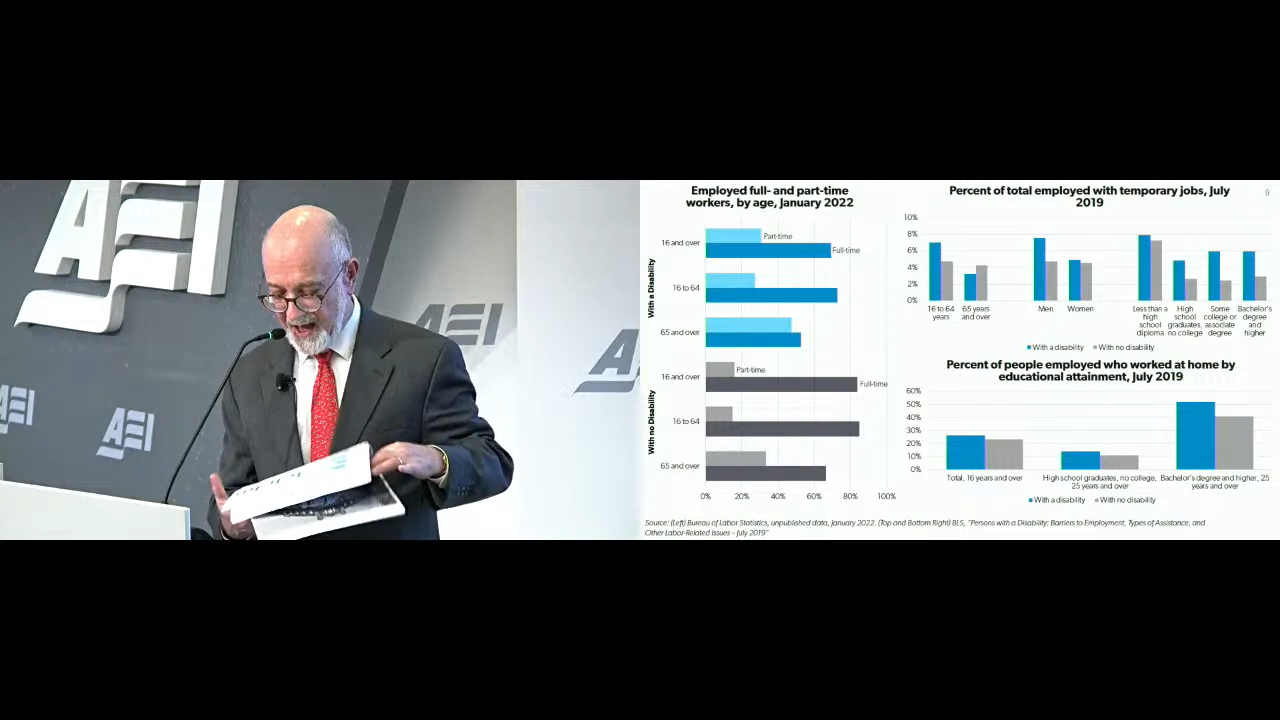 AEI
AEI
AEI
Employed full- and part-time
workers, by age, January 2022
With a Disability
16 and over
Part-time
Full-time
16 to 64
65 and over
With no Disability
16 and over
Part-time
Full-time
16 to 64
65 and over
0%
20%
40%
60%
80%
100%
Percent of total employed with temporary jobs, July
2019
9
10%
8%
6%
4%
2%
0%
16 to 64
years
65 years
and over
Men
Women
Less than a
high
school
diploma
High
school
graduates,
no college
Some
college or
associate
degree
Bachelor's
degree
and
higher
With a disability
With no disability
Percent of people employed who worked at home by
educational attainment, July 2019
60%
50%
40%
30%
20%
10%
0%
Total, 16 years and over
High school graduates, no college,
25 years and over
Bachelor's degree and higher, 25
years and over
With a disability
With no disability
Source: (Left) Bureau of Labor Statistics, unpublished data, January 2022. (Top and Bottom Right) BLS, "Persons with a Disability: Barriers to Employment, Types of Assistance, and
Other Labor-Related Issues – July 2019"